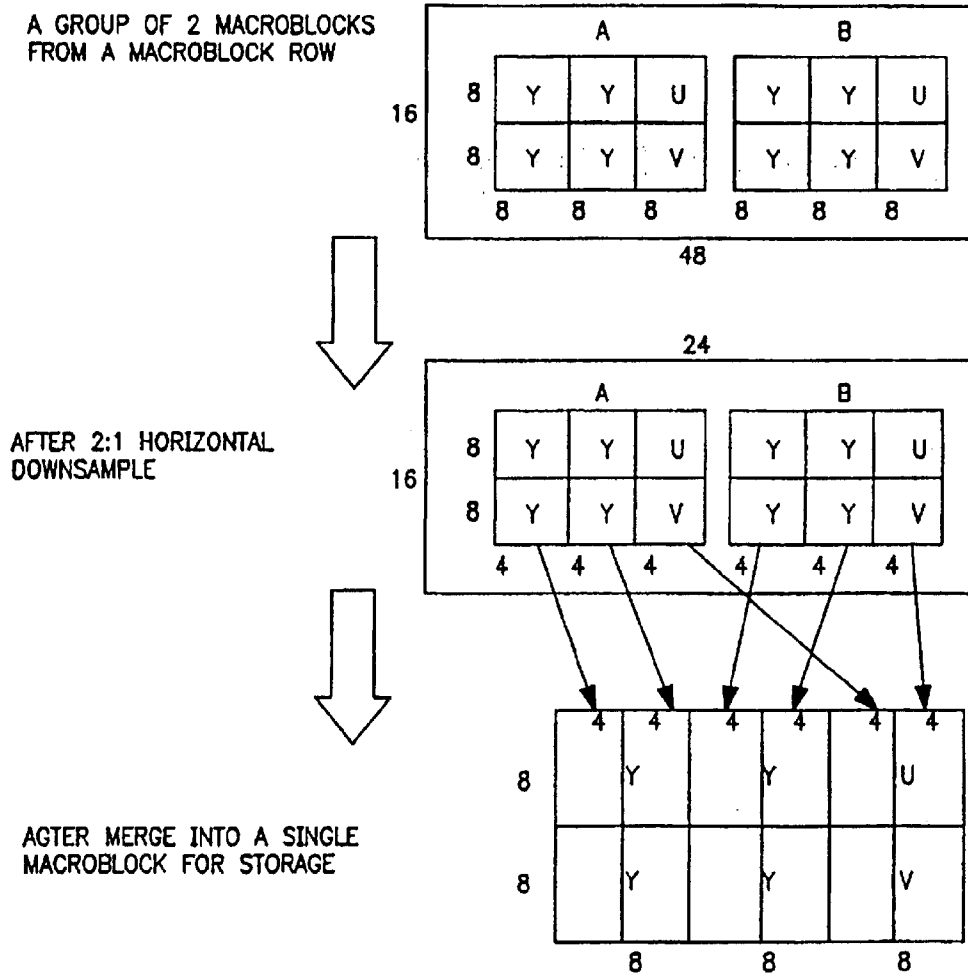 A GROUP OF 2 MACROBLOCKS
FROM A MACROBLOCK ROW
A B
8 Y Y U Y Y U
16
8 Y Y V Y Y V
8 8 8 8 8 8
48
24
A B
AFTER 2:1 HORIZONTAL
DOWNSAMPLE
8 Y Y U Y Y U
16
8 Y Y V Y Y V
4 4 4 4 4 4
4 4 4 4 4 4
8 Y Y U
AGTER MERGE INTO A SINGLE
MACROBLOCK FOR STORAGE
8 Y Y V
8 8 8